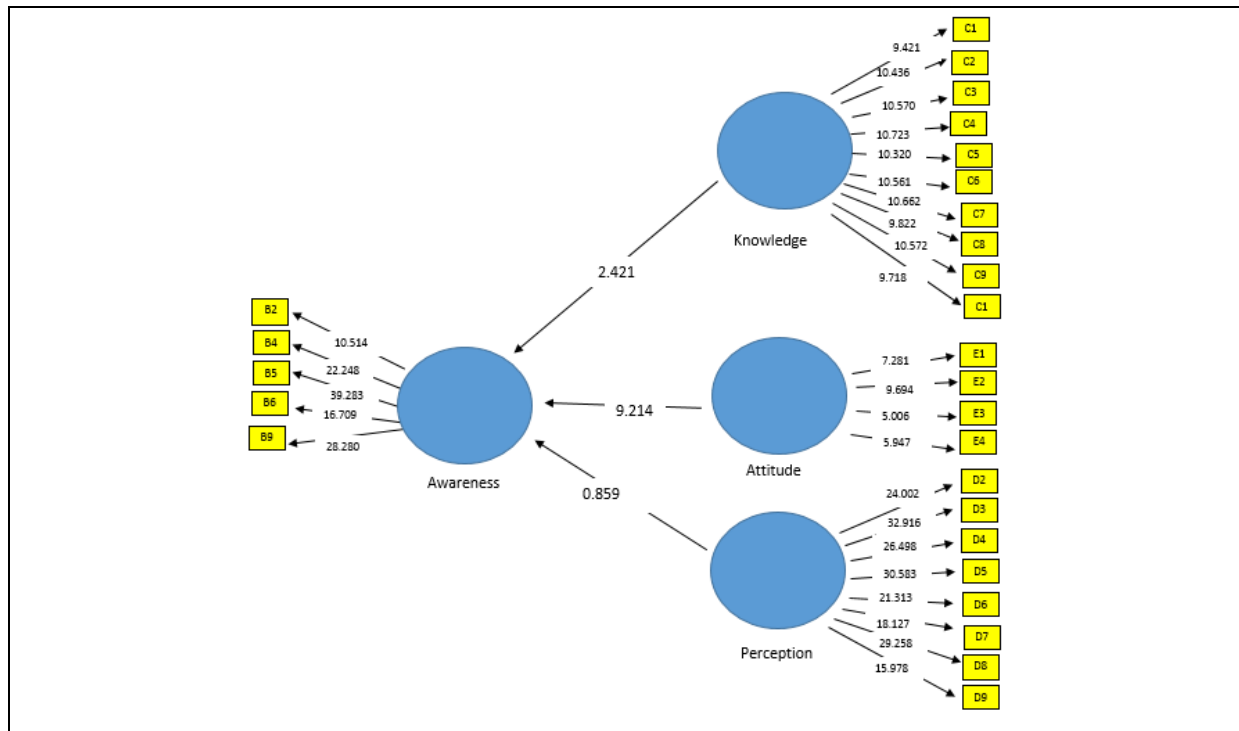 C1
9.421
C2
10.436
C3
10.570
C4
10.723
C5
10.320
C6
10.561
C7
10.662
C8
9.822
C9
10.572
C1
9.718
Knowledge
2.421
B2
10.514
B4
22.248
B5
39.283
B6
16.709
B9
28.280
Awareness
E1
7.281
E2
9.694
E3
5.006
E4
5.947
9.214
Attitude
0.859
D2
24.002
D3
32.916
D4
26.498
D5
30.583
D6
21.313
D7
18.127
D8
29.258
D9
15.978
Perception